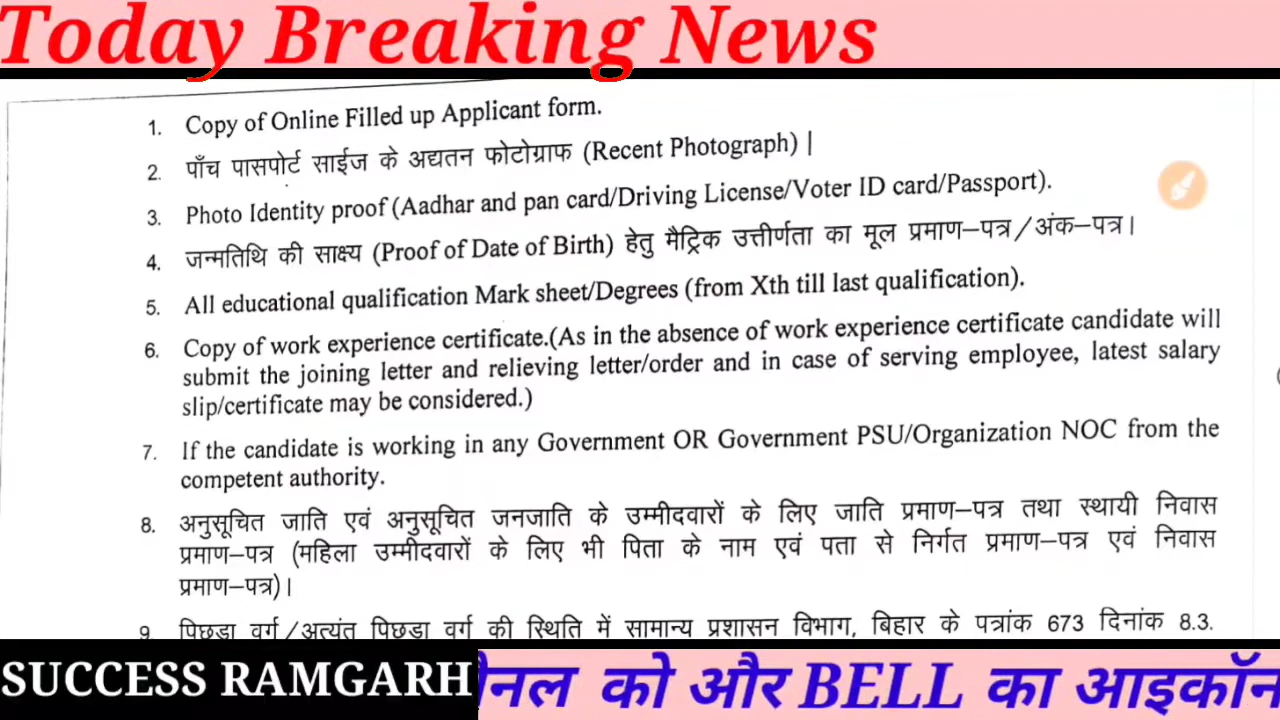 Today Breaking News
1. Copy of Online Filled up Applicant form.
2. पाँच पासपोर्ट साईज के अद्यतन फोटोग्राफ (Recent Photograph) |
3. Photo Identity proof (Aadhar and pan card/Driving License/Voter ID card/Passport).
4. जन्मतिथि की साक्ष्य (Proof of Date of Birth) हेतु मैट्रिक उत्तीर्णता का मूल प्रमाण–पत्र/अंक–पत्र।
5. All educational qualification Mark sheet/Degrees (from Xth till last qualification).
6. Copy of work experience certificate.(As in the absence of work experience certificate candidate will
submit the joining letter and relieving letter/order and in case of serving employee, latest salary
slip/certificate may be considered.)
7. If the candidate is working in any Government OR Government PSU/Organization NOC from the
competent authority.
8. अनुसूचित जाति एवं अनुसूचित जनजाति के उम्मीदवारों के लिए जाति प्रमाण–पत्र तथा स्थायी निवास
प्रमाण–पत्र (महिला उम्मीदवारों के लिए भी पिता के नाम एवं पता से निर्गत प्रमाण–पत्र एवं निवास
प्रमाण–पत्र)।
9 पिछड़ा वर्ग/अत्यंत पिछड़ा वर्ग की स्थिति में सामान्य प्रशासन विभाग, बिहार के पत्रांक 673 दिनांक 8.3.
SUCCESS RAMGARH
को और BELL का आइकॉन